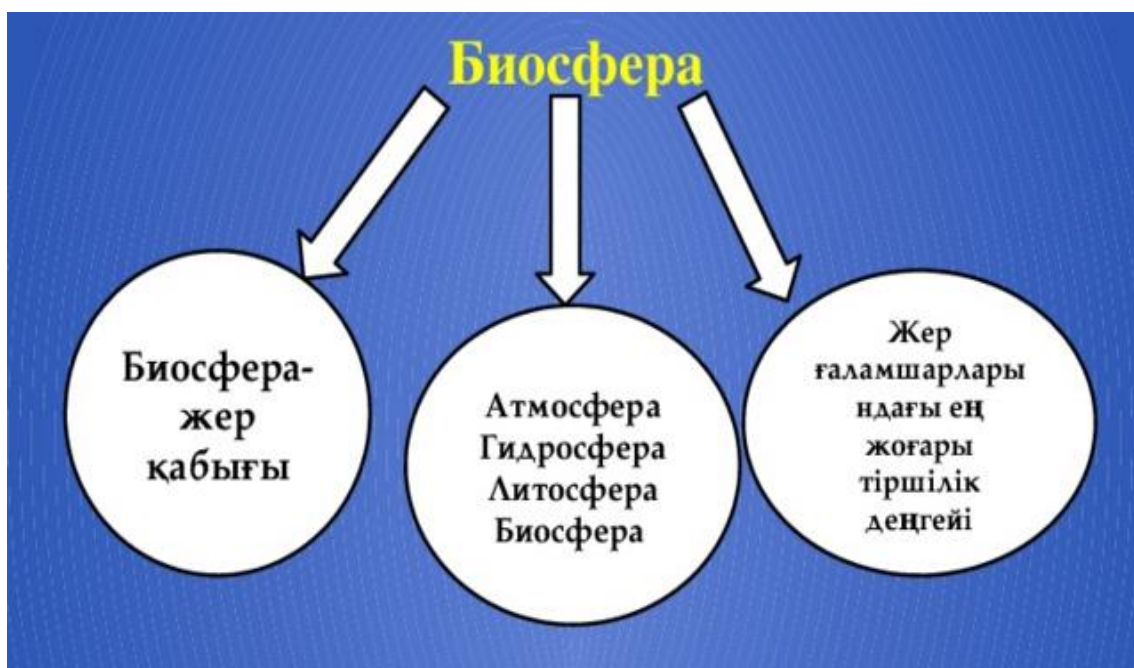 Биосфера
Биосфера-
жер
қабығы
Атмосфера
Гидросфера
Литосфера
Биосфера
Жер
ғаламшарлары
ндағы ең
жоғары
тіршілік
деңгейі